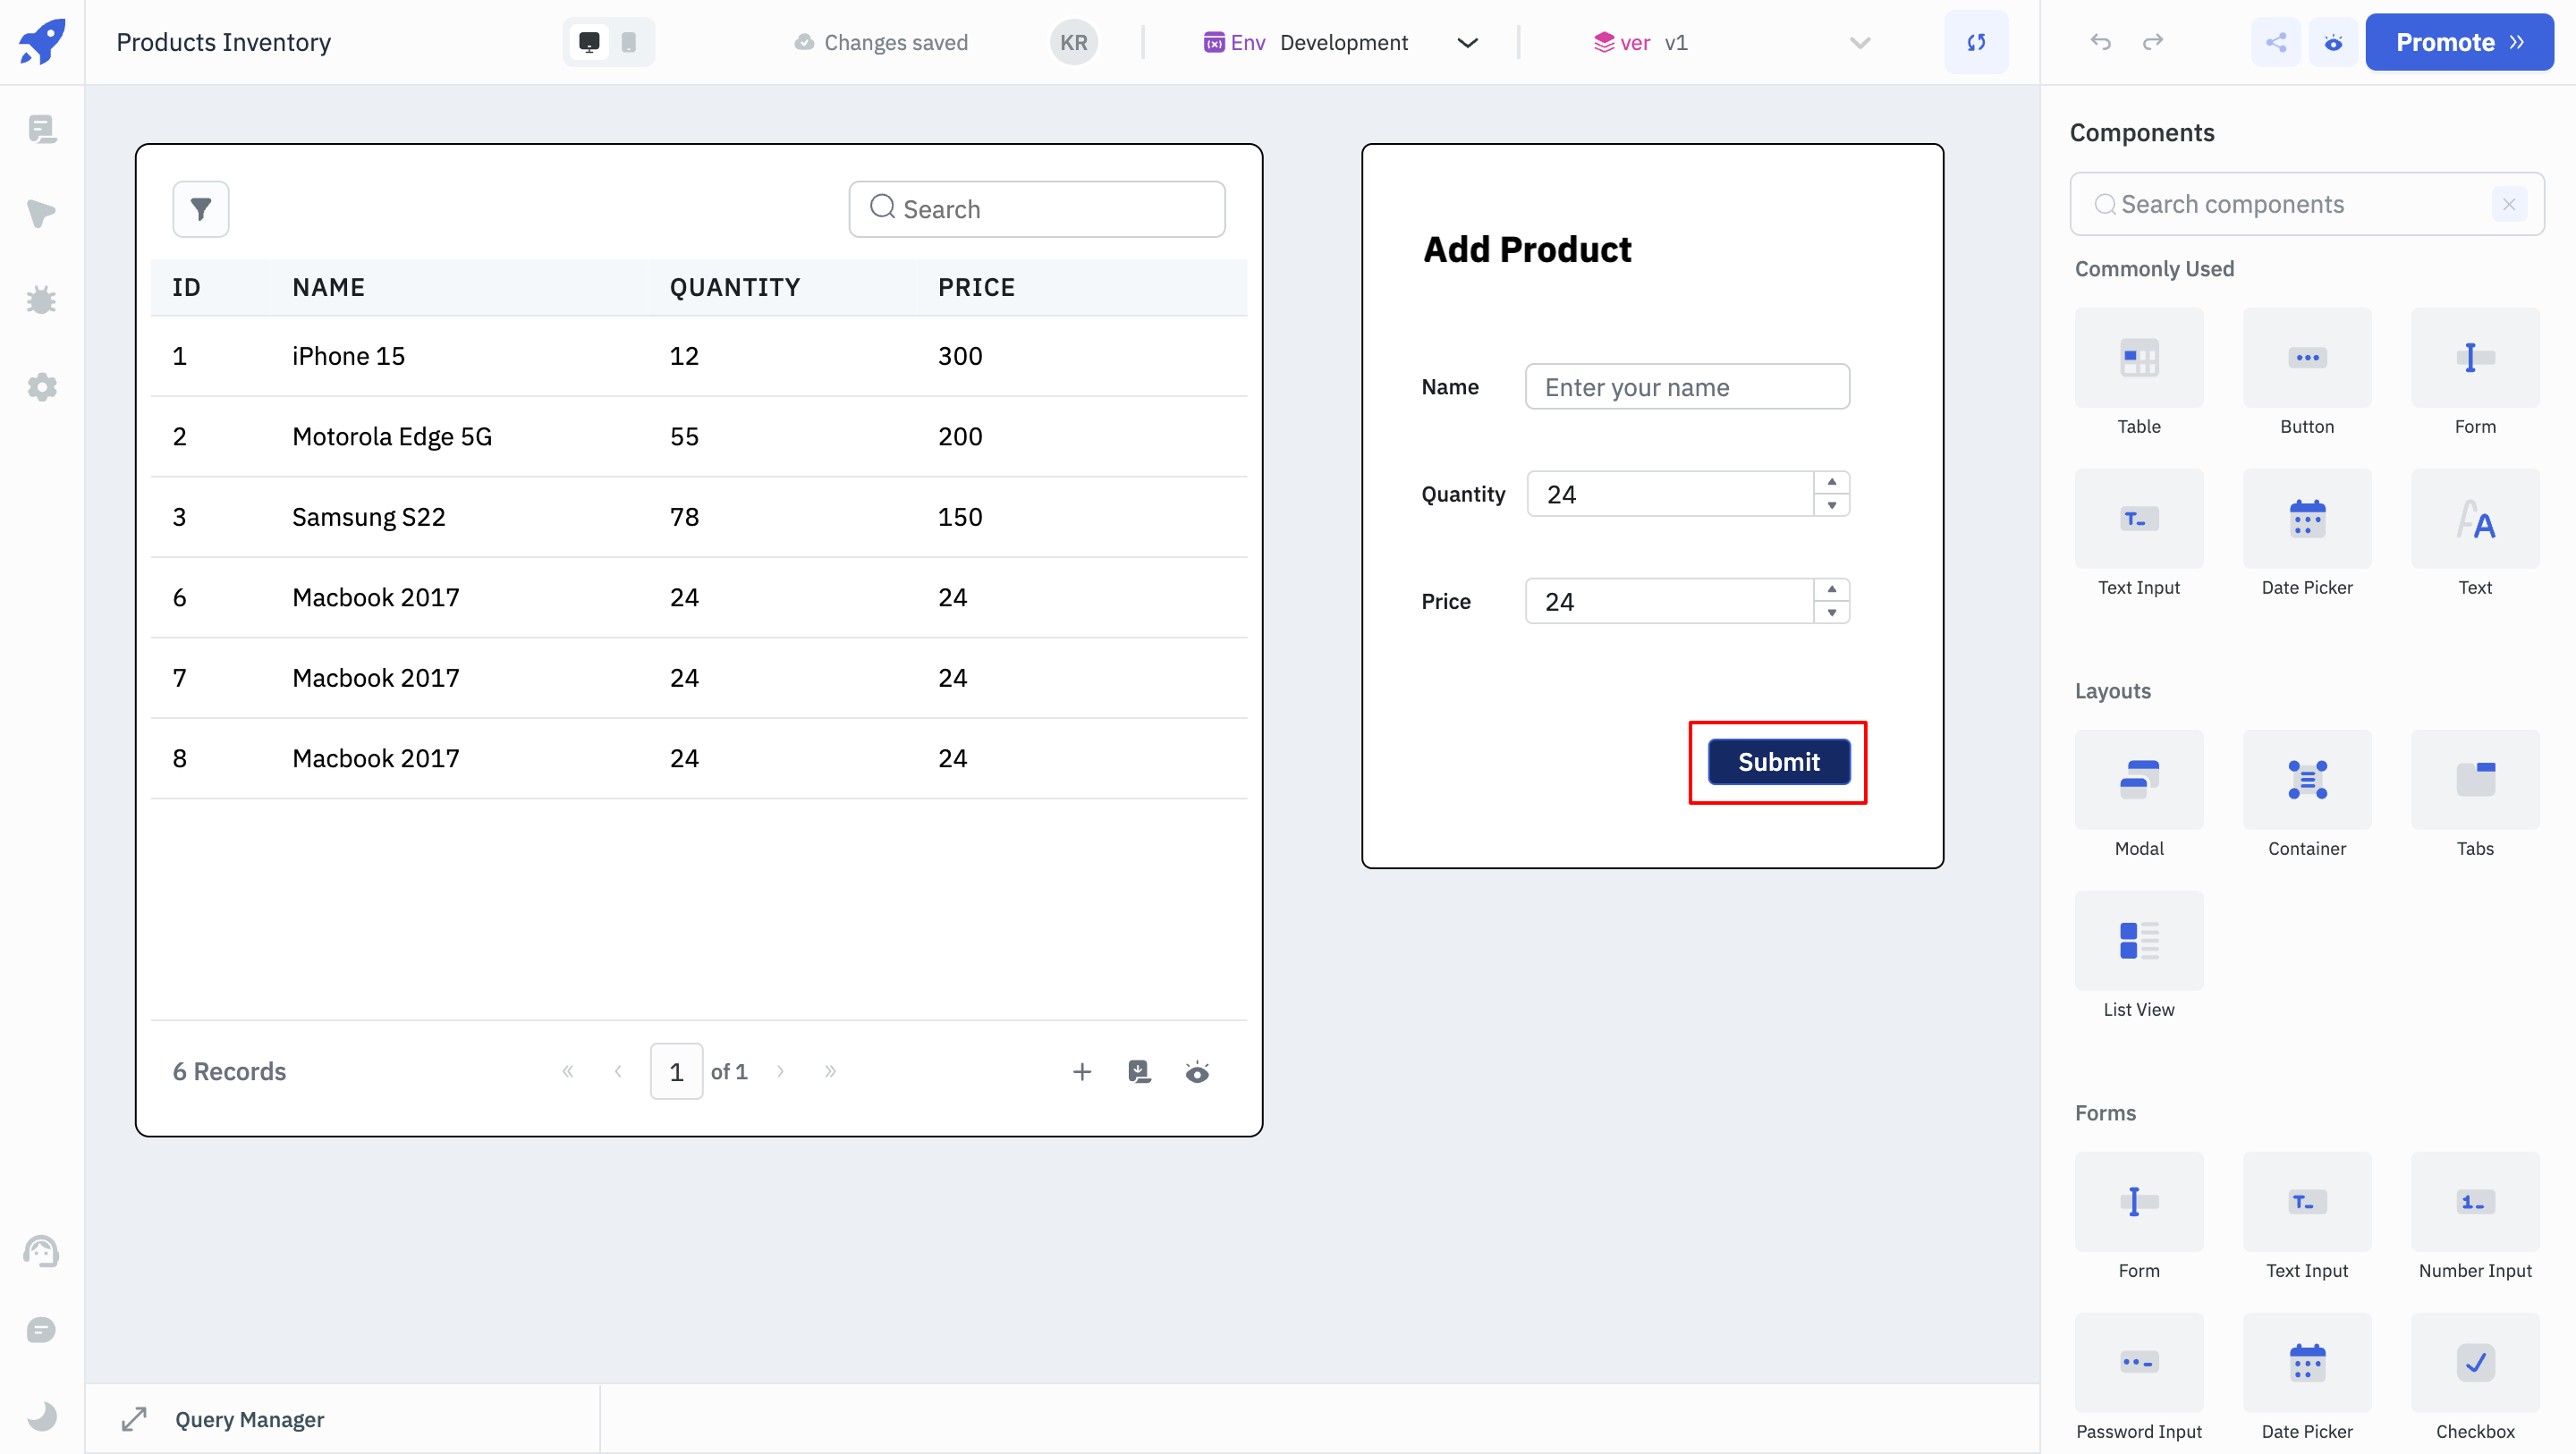 Products Inventory
Changes saved
KR
Env Development
ver v1
Promote
Search
ID NAME QUANTITY PRICE
1 iPhone 15 12 300
2 Motorola Edge 5G 55 200
3 Samsung S22 78 150
6 Macbook 2017 24 24
7 Macbook 2017 24 24
8 Macbook 2017 24 24
6 Records
1 of 1
Add Product
Name Enter your name
Quantity 24
Price 24
Submit
Components
Search components
Commonly Used
Table Button Form
Text Input Date Picker Text
Layouts
Modal Container Tabs
List View
Forms
Form Text Input Number Input
Password Input Date Picker Checkbox
Query Manager